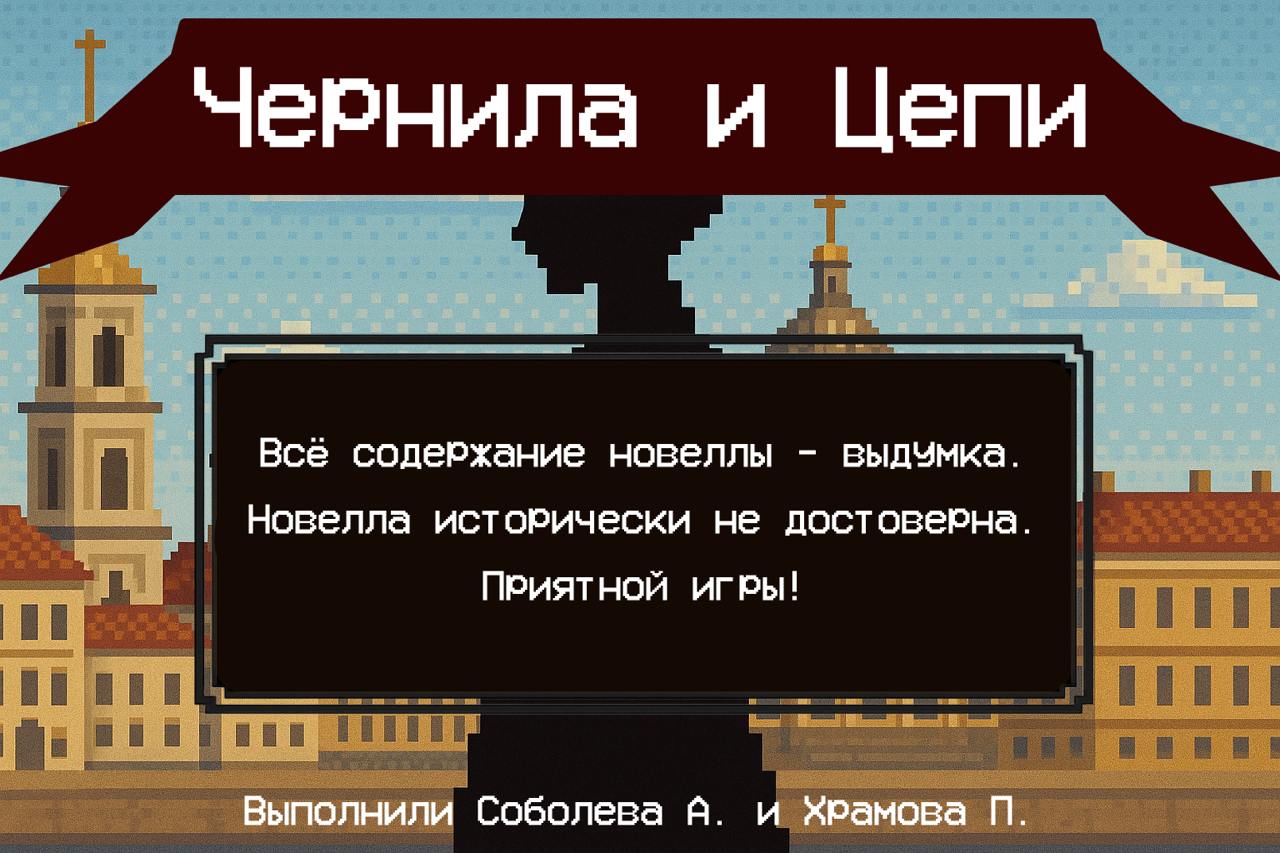 Чернила и Цепи
Всё содержание новеллы - выдумка.
Новелла исторически не достоверна.
Приятной игры!
Выполнили Соболева А. и Храмова П.